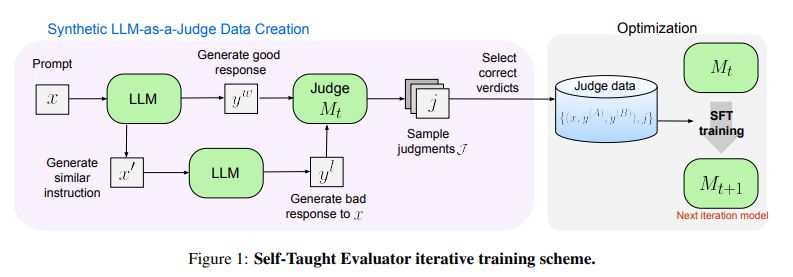 Synthetic LLM-as-a-Judge Data Creation
Prompt
x
LLM
Generate good
response
y^w
Judge
M_t
j
Sample
judgments 𝒥
Select
correct
verdicts
Generate
similar
instruction
x′
LLM
y^l
Generate bad
response to x
Optimization
Judge data
{(x, y^(A), y^(B)), j}
M_t
SFT
training
M_t+1
Next iteration model
Figure 1: Self-Taught Evaluator iterative training scheme.